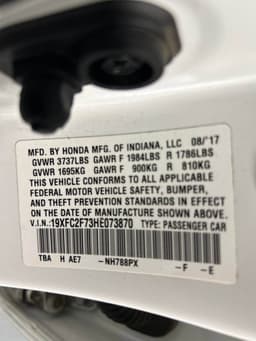 MFD. BY HONDA MFG. OF INDIANA, LLC 08/'17
GVWR 3737LBS GAWR F 1984LBS R 1786LBS
GVWR 1695KG GAWR F 900KG R 810KG
THIS VEHICLE CONFORMS TO ALL APPLICABLE
FEDERAL MOTOR VEHICLE SAFETY, BUMPER,
AND THEFT PREVENTION STANDARDS IN EFFECT
ON THE DATE OF MANUFACTURE SHOWN ABOVE.
V.I.N.:19XFC2F73HE073870 TYPE: PASSENGER CAR
TBA H AE7 -NH788PX -F -E